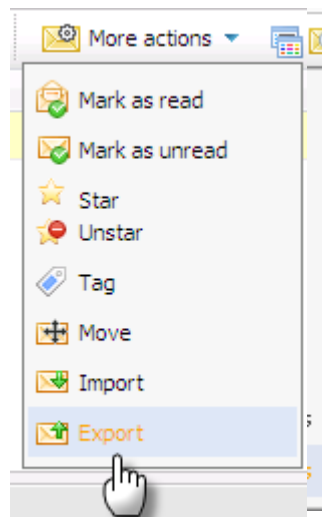 More actions
Mark as read
Mark as unread
Star
Unstar
Tag
Move
Import
Export